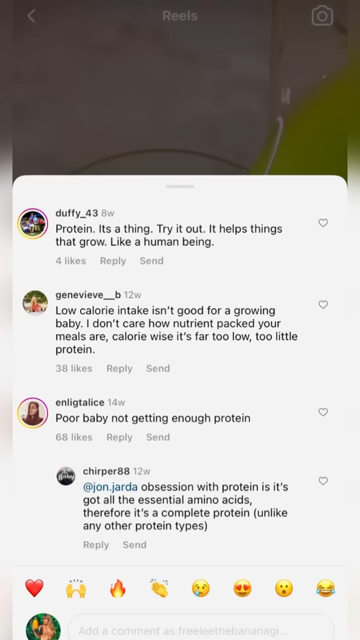 Reels
duffy_43 8w
Protein. Its a thing. Try it out. It helps things
that grow. Like a human being.
4 likes Reply Send
genevieve__b 12w
Low calorie intake isn't good for a growing
baby. I don't care how nutrient packed your
meals are, calorie wise it's far too low, too little
protein.
38 likes Reply Send
enligtalice 14w
Poor baby not getting enough protein
68 likes Reply Send
chirper88 12w
@jon.jarda obsession with protein is it's
got all the essential amino acids,
therefore it's a complete protein (unlike
any other protein types)
Reply Send
Add a comment as freeleethebananagi...